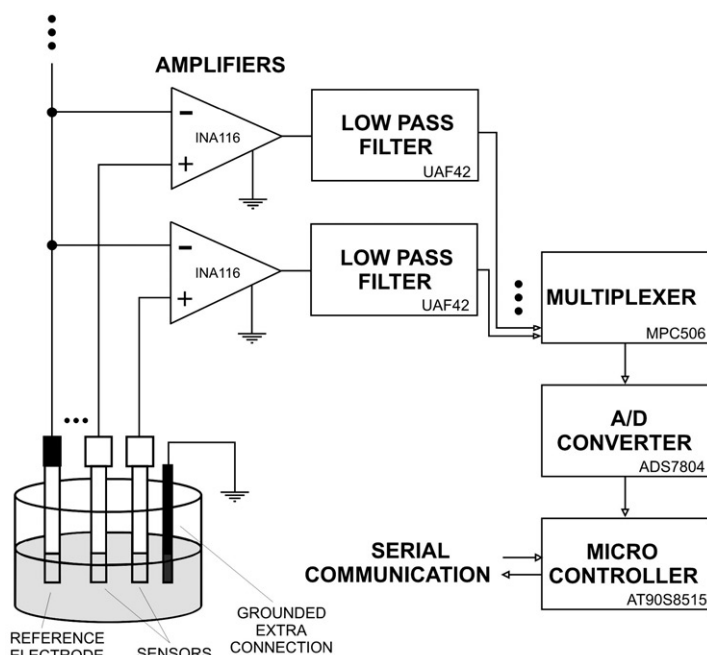 AMPLIFIERS
−
INA116
+
LOW PASS
FILTER
UAF42
−
INA116
+
LOW PASS
FILTER
UAF42
MULTIPLEXER
MPC506
A/D
CONVERTER
ADS7804
MICRO
CONTROLLER
AT90S8515
SERIAL
COMMUNICATION
REFERENCE
ELECTRODE
SENSORS
GROUNDED
EXTRA
CONNECTION